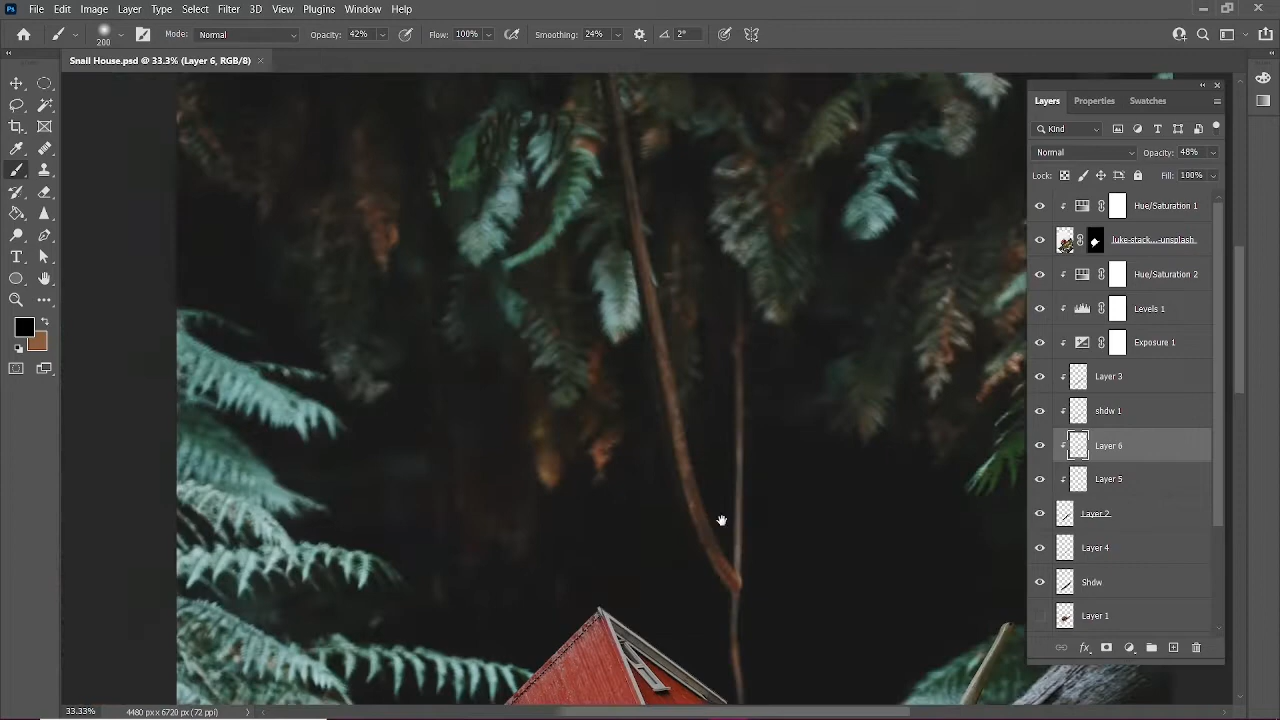 Ps File Edit Image Layer Type Select Filter 3D View Plugins Window Help
200 Mode: Normal Opacity: 42% Flow: 100% Smoothing: 24% 2°
Snail House.psd @ 33.3% (Layer 6, RGB/8)
Layers Properties Swatches
Kind
Normal Opacity: 48%
Lock: Fill: 100%
Hue/Saturation 1
luke-stack...unsplash
Hue/Saturation 2
Levels 1
Exposure 1
Layer 3
shdw 1
Layer 6
Layer 5
Layer 2
Layer 4
Shdw
Layer 1
fx
33.33% 4480 px x 6720 px (72 ppi)